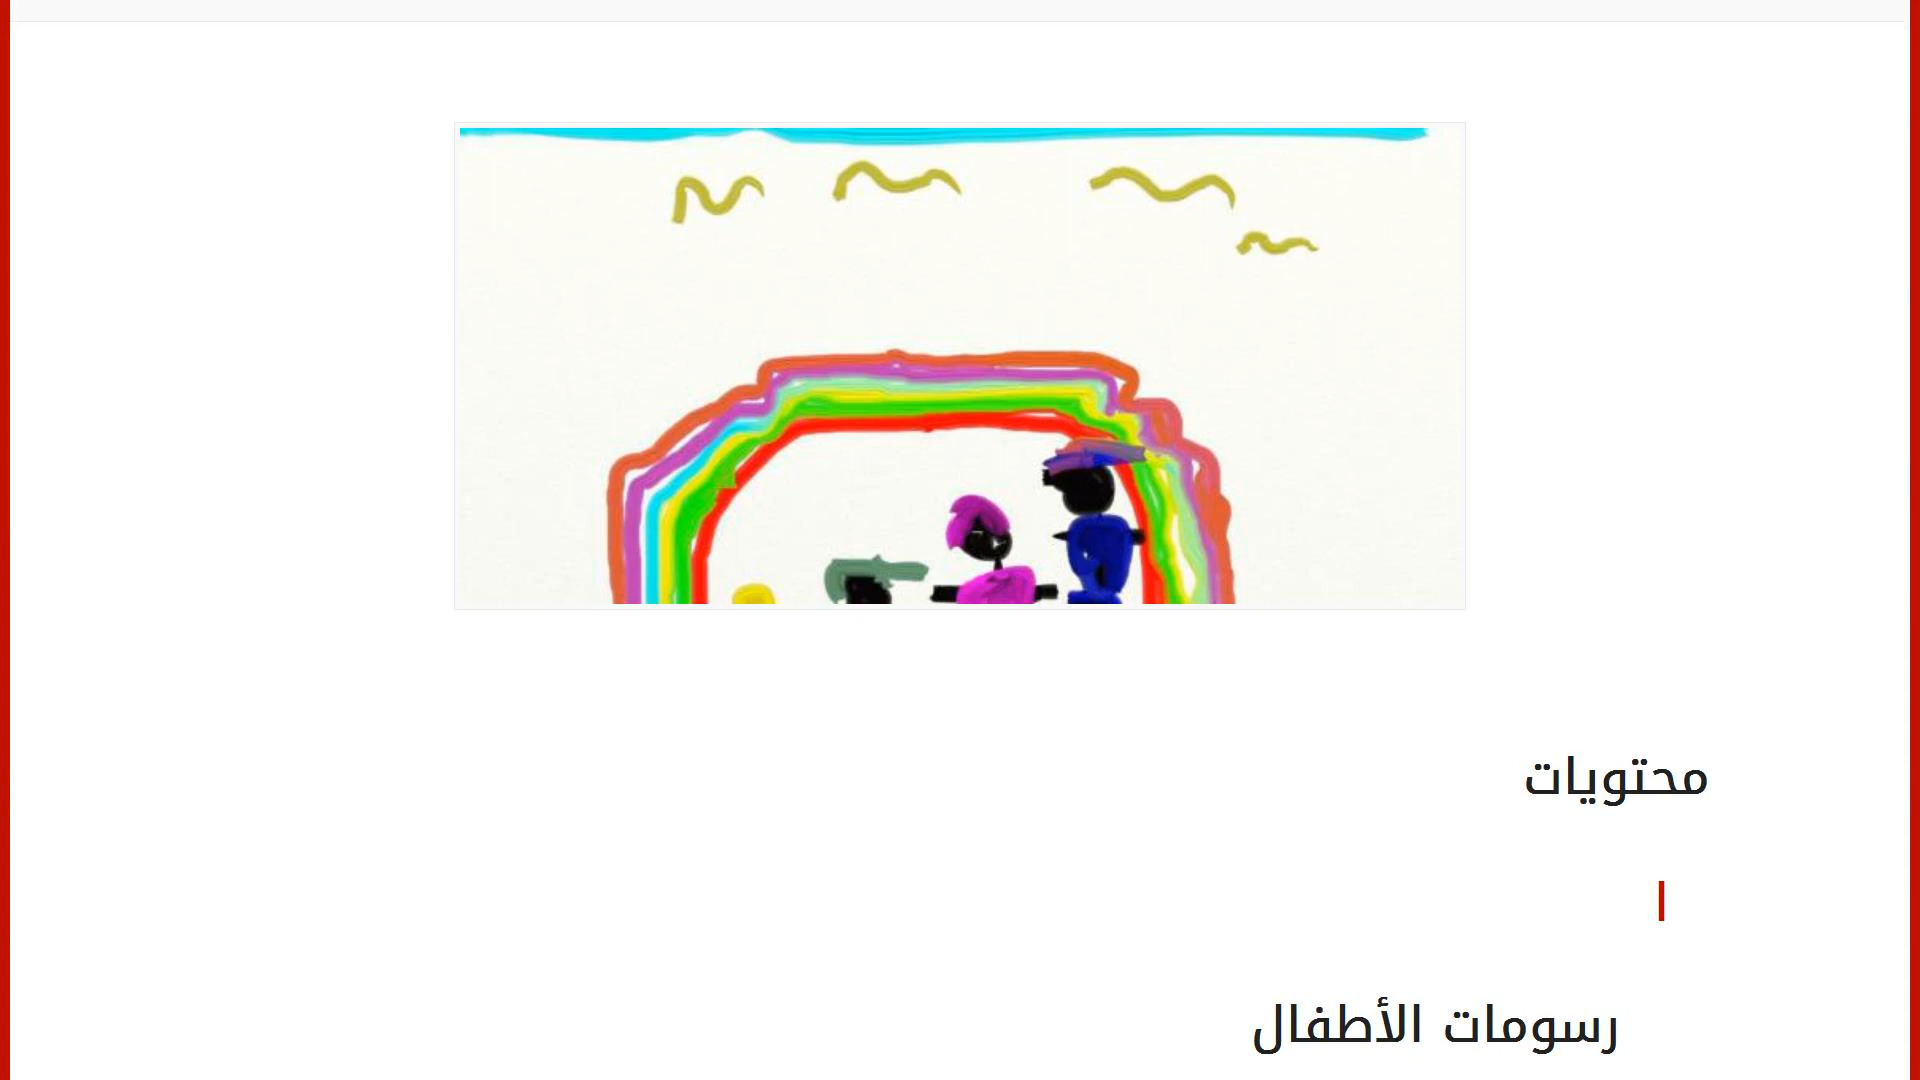 محتويات
ا
رسومات الأطفال